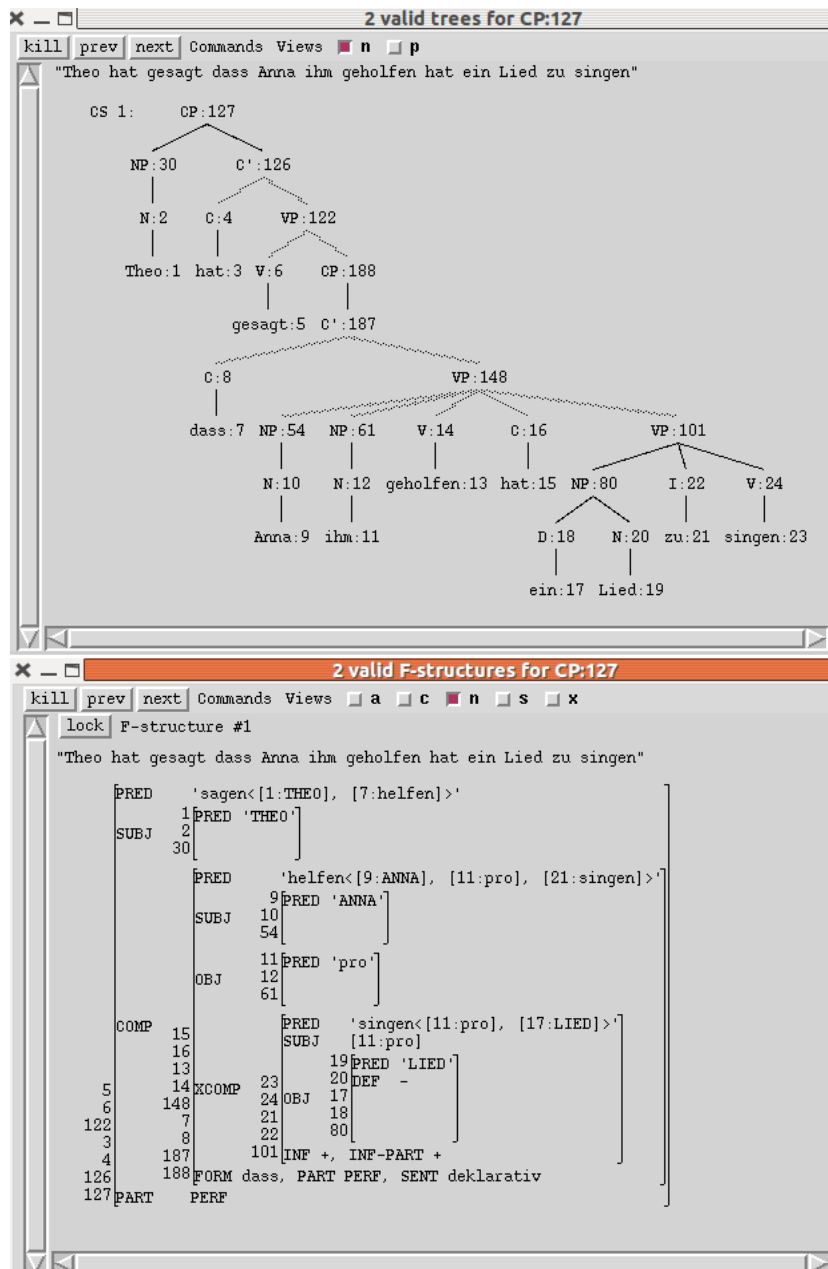 2 valid trees for CP:127
kill prev next Commands Views n p
"Theo hat gesagt dass Anna ihm geholfen hat ein Lied zu singen"
CS 1: CP:127
NP:30 C':126
N:2 C:4 VP:122
Theo:1 hat:3 V:6 CP:188
gesagt:5 C':187
C:8 VP:148
dass:7 NP:54 NP:61 V:14 C:16 VP:101
N:10 N:12 geholfen:13 hat:15 NP:80 I:22 V:24
Anna:9 ihm:11 D:18 N:20 zu:21 singen:23
ein:17 Lied:19
2 valid F-structures for CP:127
kill prev next Commands Views a c n s x
lock F-structure #1
"Theo hat gesagt dass Anna ihm geholfen hat ein Lied zu singen"
PRED 'sagen<[1:THEO], [7:helfen]>'
1 PRED 'THEO'
SUBJ 2
30
PRED 'helfen<[9:ANNA], [11:pro], [21:singen]>'
9 PRED 'ANNA'
SUBJ 10
54
11 PRED 'pro'
OBJ 12
61
COMP PRED 'singen<[11:pro], [17:LIED]>'
15 SUBJ [11:pro]
16 19 PRED 'LIED'
13 20 DEF -
5 14 XCOMP 23 24 OBJ 17
6 148 21 18
122 7 22 80
3 8
4 187 101 INF +, INF-PART +
126 188 FORM dass, PART PERF, SENT deklarativ
127 PART PERF